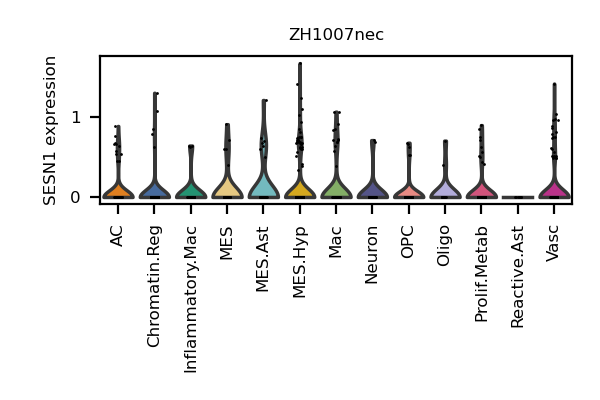 ZH1007nec
SESN1 expression
1
0
AC
Chromatin.Reg
Inflammatory.Mac
MES
MES.Ast
MES.Hyp
Mac
Neuron
OPC
Oligo
Prolif.Metab
Reactive.Ast
Vasc